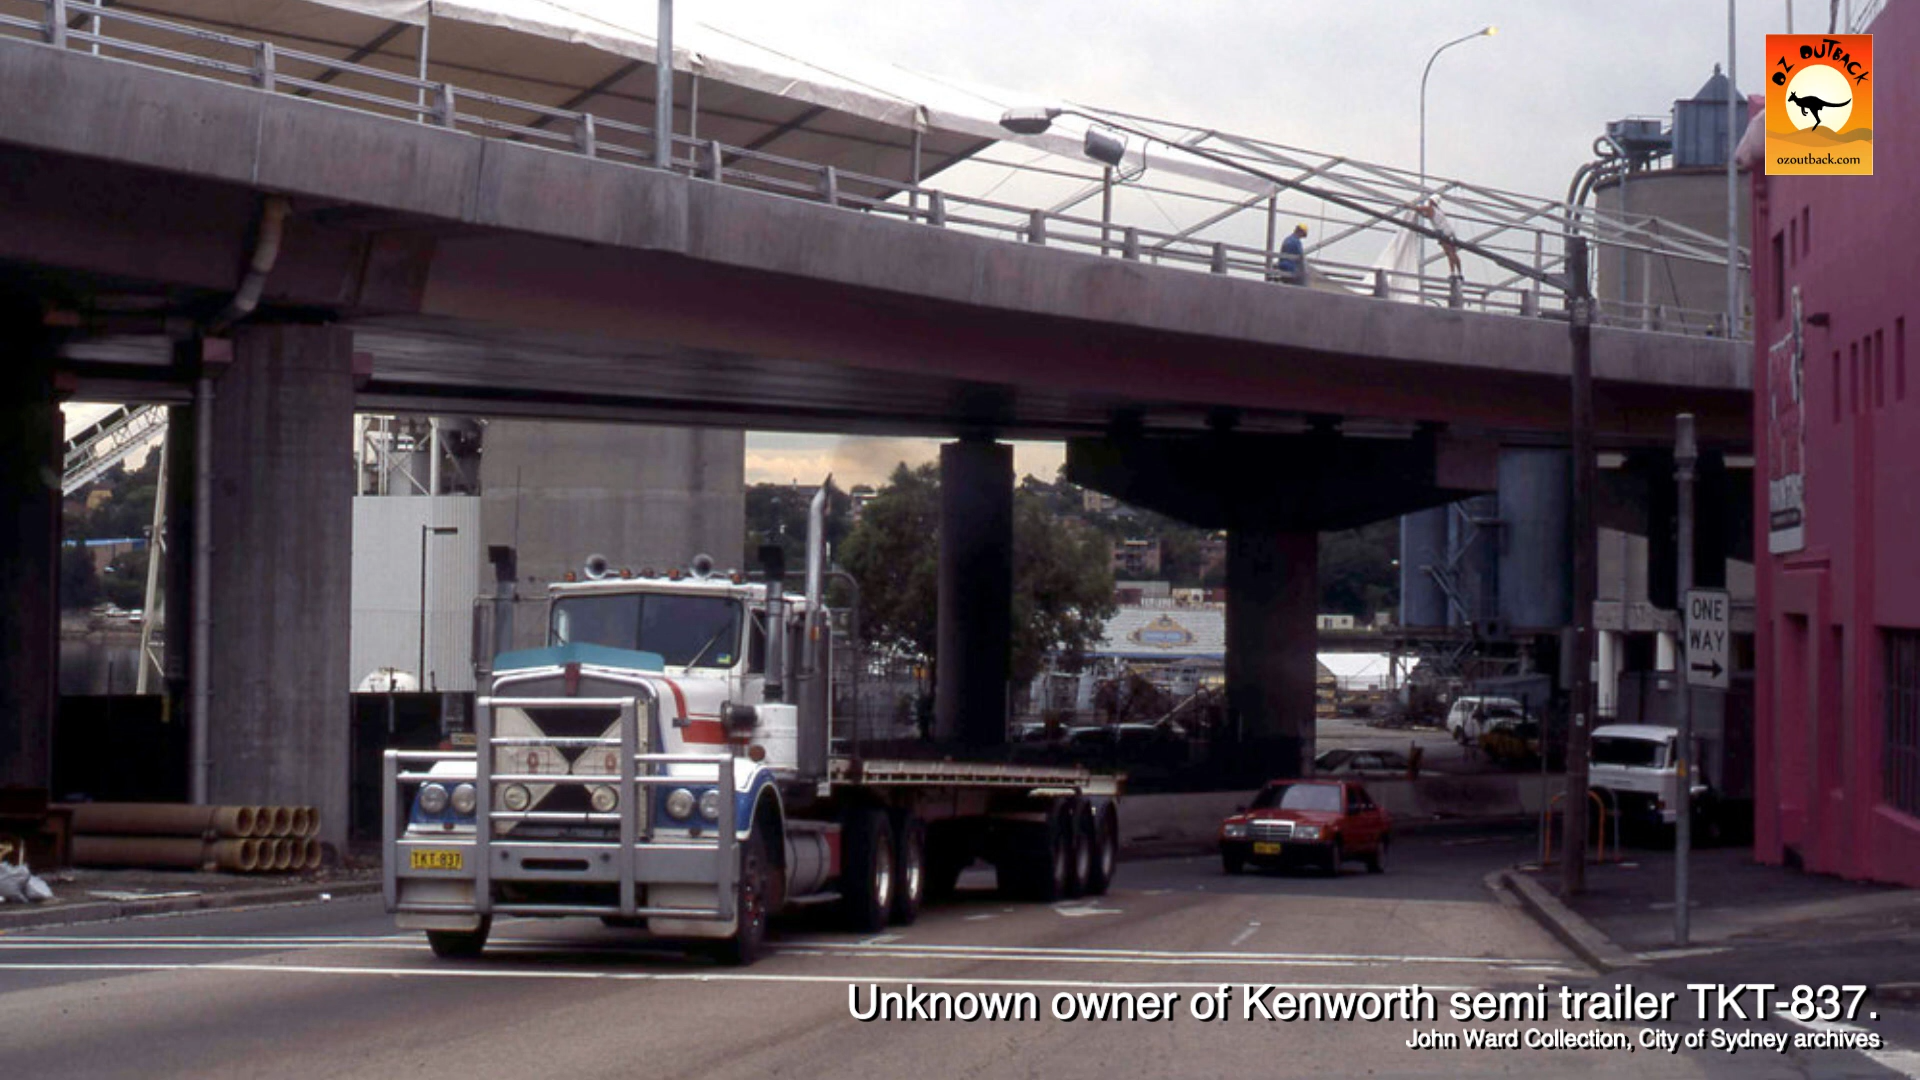 OZ OUTBACK
ozoutback.com
ONE
WAY
TKT-837
Unknown owner of Kenworth semi trailer TKT-837.
John Ward Collection, City of Sydney archives